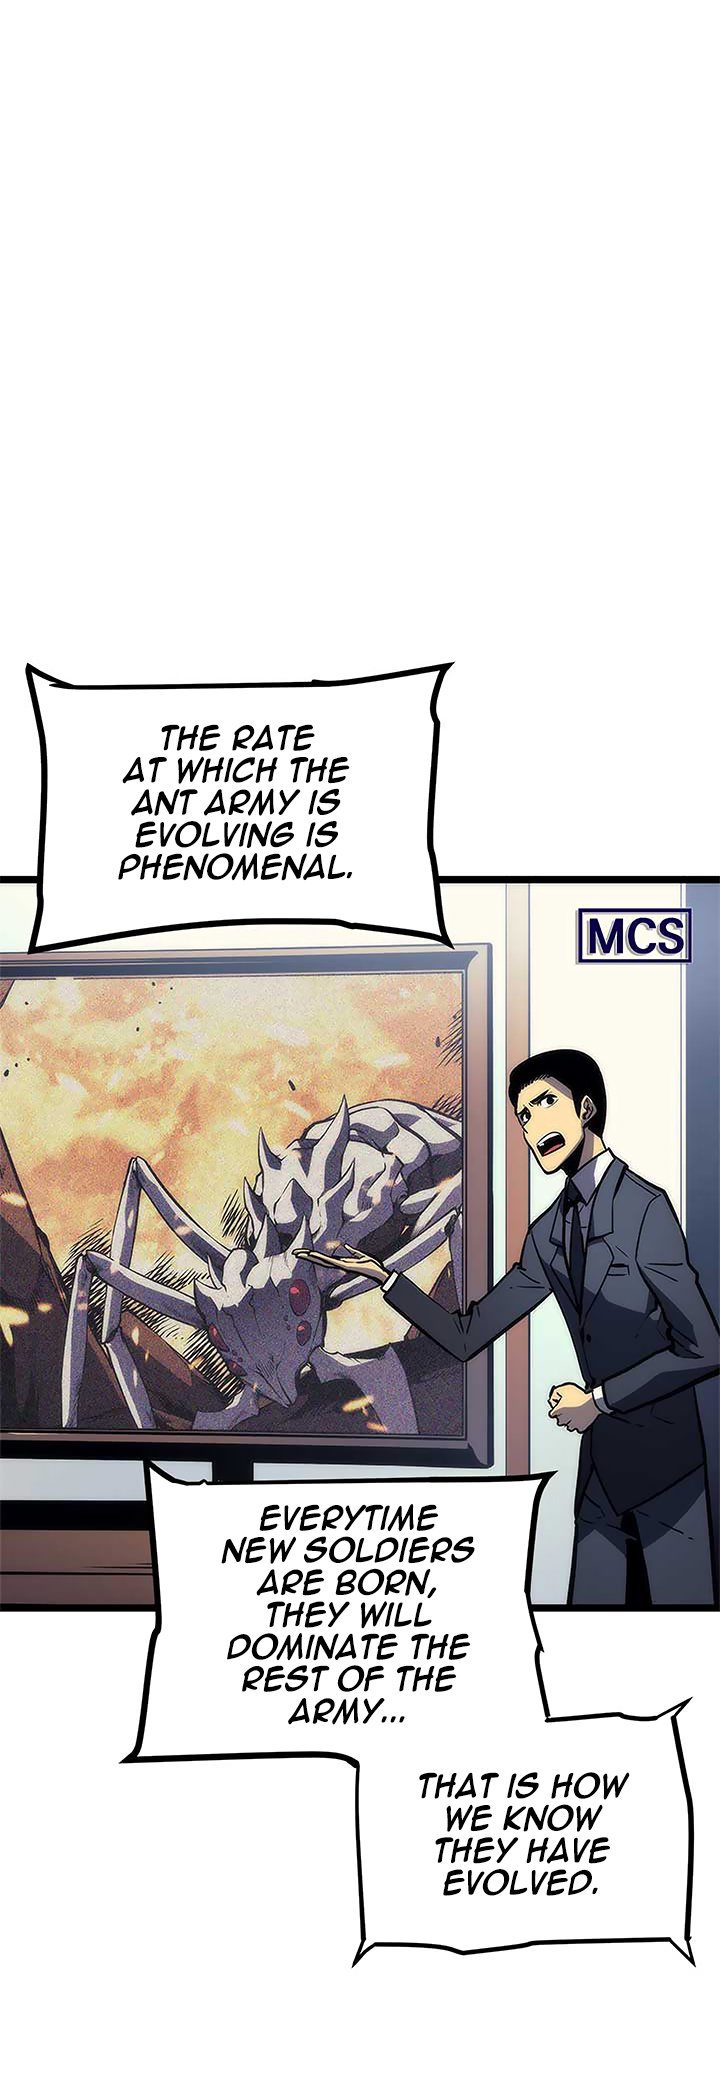 THE RATE
AT WHICH THE
ANT ARMY IS
EVOLVING IS
PHENOMENAL.
MCS
EVERYTIME
NEW SOLDIERS
ARE BORN,
THEY WILL
DOMINATE THE
REST OF THE
ARMY...
THAT IS HOW
WE KNOW
THEY HAVE
EVOLVED.